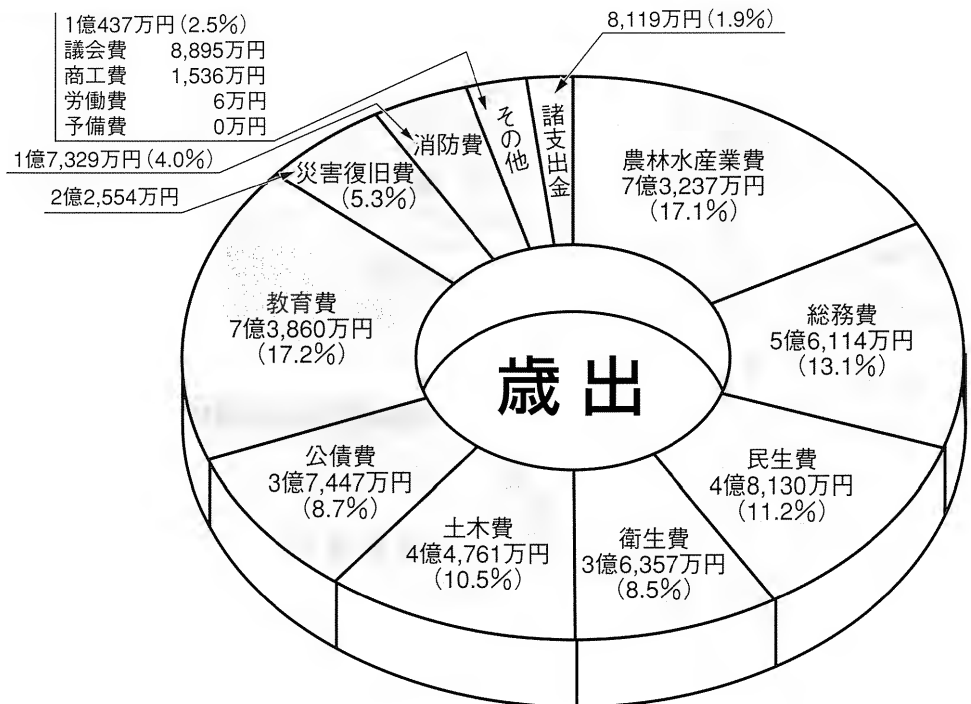 1億437万円(2.5%)
議会費 8,895万円
商工費 1,536万円
労働費 6万円
予備費 0万円
1億7,329万円(4.0%)
2億2,554万円
8,119万円(1.9%)
諸支出金
その他
消防費
災害復旧費
(5.3%)
農林水産業費
7億3,237万円
(17.1%)
総務費
5億6,114万円
(13.1%)
民生費
4億8,130万円
(11.2%)
衛生費
3億6,357万円
(8.5%)
土木費
4億4,761万円
(10.5%)
公債費
3億7,447万円
(8.7%)
教育費
7億3,860万円
(17.2%)
歳出